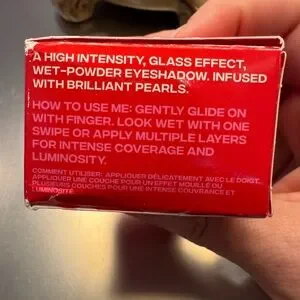 A HIGH INTENSITY, GLASS EFFECT,
WET-POWDER EYESHADOW. INFUSED
WITH BRILLIANT PEARLS.
HOW TO USE ME: GENTLY GLIDE ON
WITH FINGER. LOOK WET WITH ONE
SWIPE OR APPLY MULTIPLE LAYERS
FOR INTENSE COVERAGE AND
LUMINOSITY.
COMMENT UTILISER: APPLIQUER DÉLICATEMENT AVEC LE DOIGT.
APPLIQUER UNE COUCHE POUR UN EFFET MOUILLÉ OU
PLUSIEURS COUCHES POUR UNE INTENSE COUVRANCE ET
LUMINOSITÉ